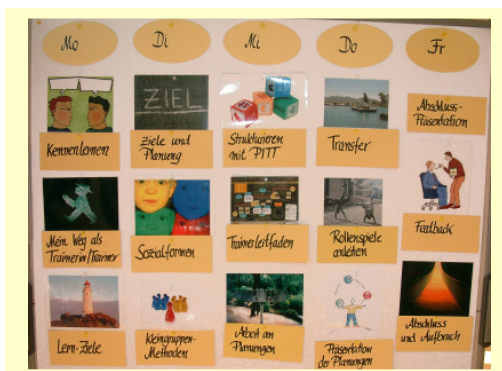 Mo
Di
Mi
Do
Fr
Kennenlernen
ZIEL
Ziele und
Planung
Strukturieren
mit PITT
Transfer
Abschluss-
Präsentation
Mein Weg als
Trainerin/Trainer
Sozialformen
Trainerleitfaden
Rollenspiele
anleiten
Feedback
Lern-Ziele
Kleingruppen-
Methoden
Arbeit an
Planungen
Präsentation
der Planungen
Abschluss
und Aufbruch